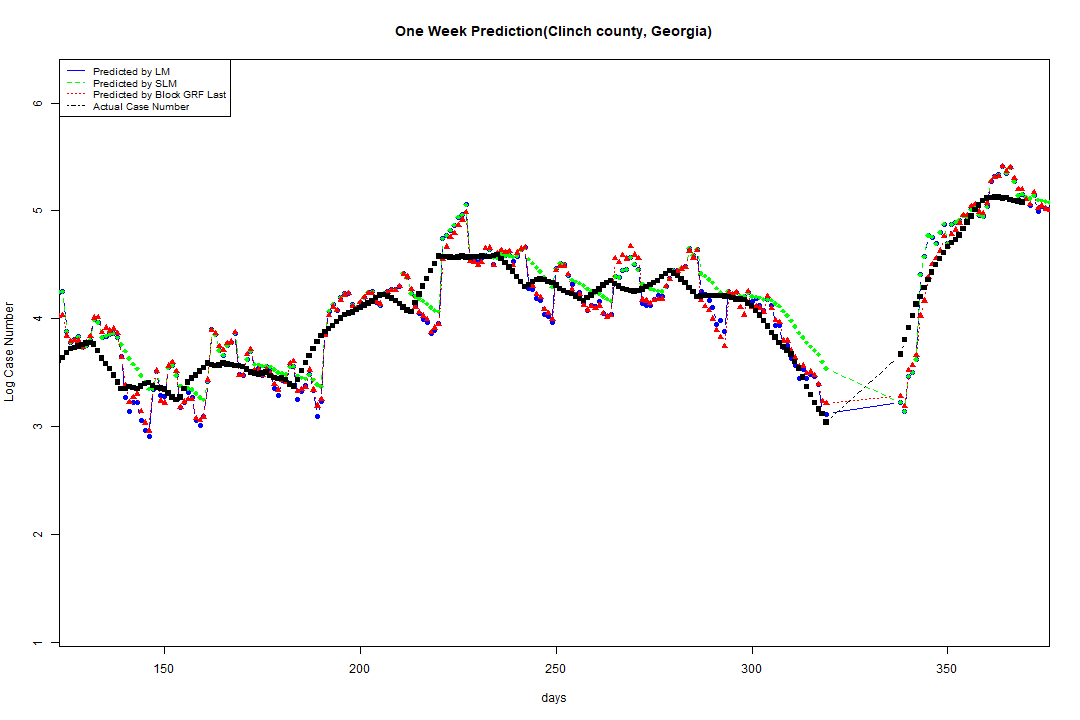 One Week Prediction(Clinch county, Georgia)
Predicted by LM
Predicted by SLM
Predicted by Block GRF Last
Actual Case Number
6
5
4
3
2
1
Log Case Number
150 200 250 300 350
days